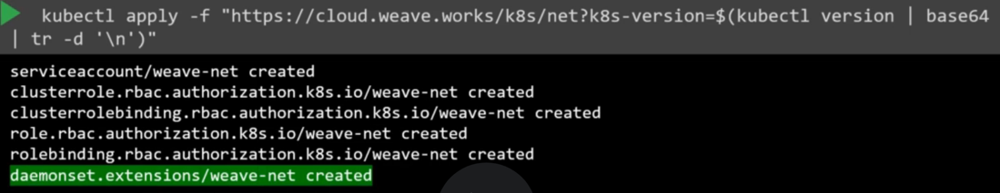 kubectl apply -f "https://cloud.weave.works/k8s/net?k8s-version=$(kubectl version | base64
| tr -d '\n')"
serviceaccount/weave-net created
clusterrole.rbac.authorization.k8s.io/weave-net created
clusterrolebinding.rbac.authorization.k8s.io/weave-net created
role.rbac.authorization.k8s.io/weave-net created
rolebinding.rbac.authorization.k8s.io/weave-net created
daemonset.extensions/weave-net created